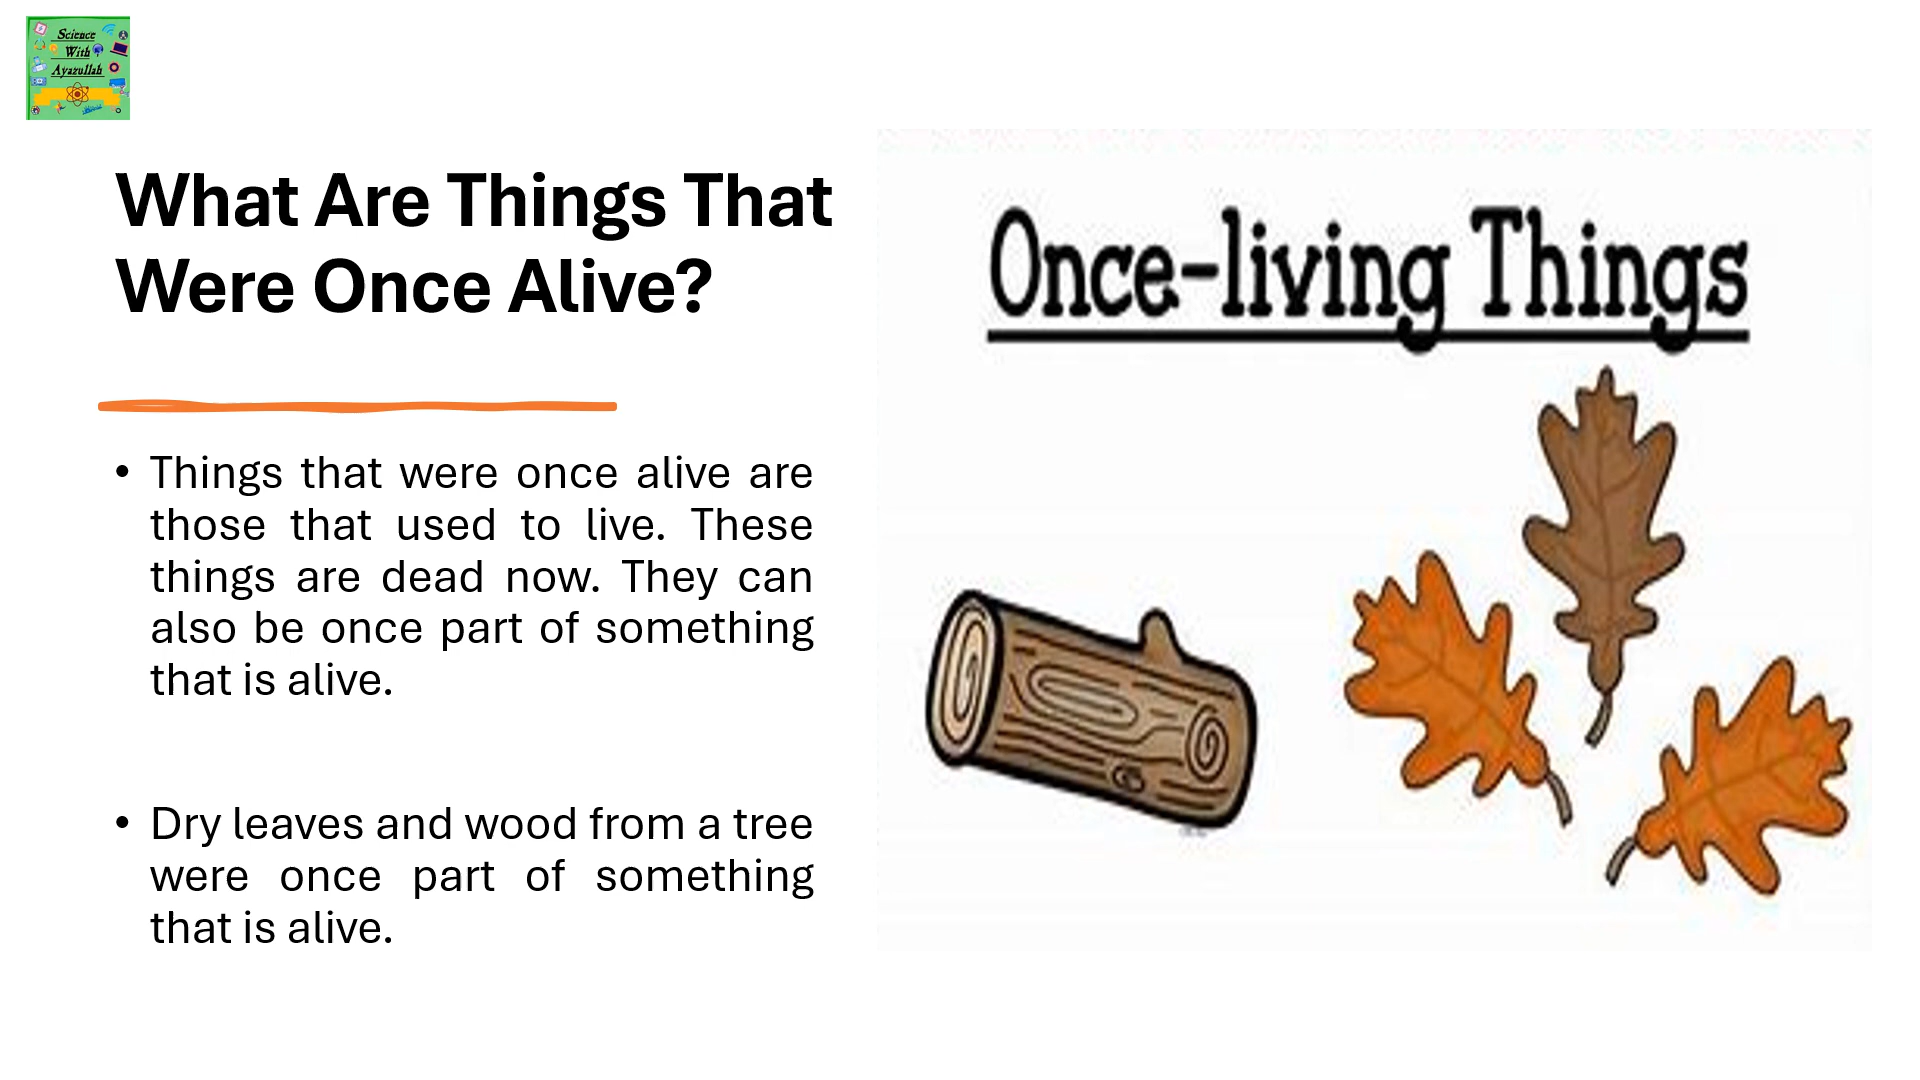 Science
With
Ayazullah
What Are Things That
Were Once Alive?
Once-living Things
• Things that were once alive are
those that used to live. These
things are dead now. They can
also be once part of something
that is alive.
• Dry leaves and wood from a tree
were once part of something
that is alive.